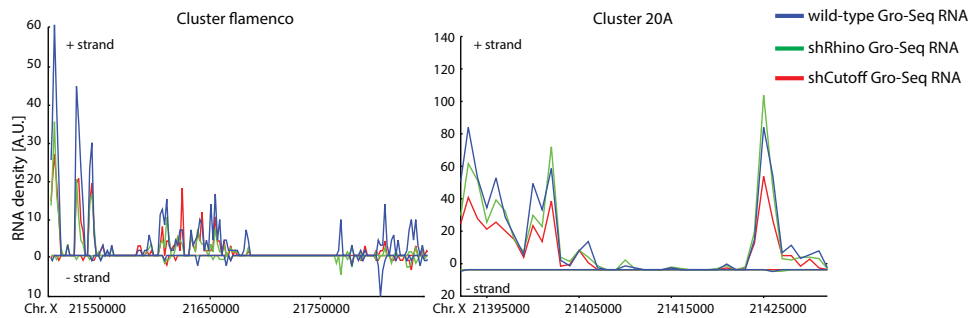 Cluster flamenco
Cluster 20A
wild-type Gro-Seq RNA
shRhino Gro-Seq RNA
shCutoff Gro-Seq RNA
RNA density [A.U.]
60
50
40
30
20
10
0
10
+ strand
- strand
Chr. X 21550000 21650000 21750000
140
120
100
80
60
40
20
0
20
+ strand
- strand
Chr. X 21395000 21405000 21415000 21425000